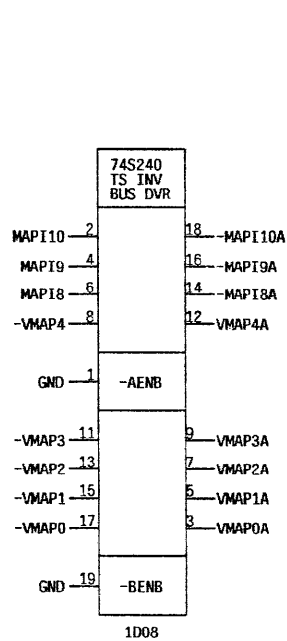 74S240
TS INV
BUS DVR
MAPI10 2 18 -MAPI10A
MAPI9 4 16 -MAPI9A
MAPI8 6 14 -MAPI8A
-VMAP4 8 12 VMAP4A
GND 1 -AENB
-VMAP3 11 9 VMAP3A
-VMAP2 13 7 VMAP2A
-VMAP1 15 5 VMAP1A
-VMAP0 17 3 VMAP0A
GND 19 -BENB
1D08